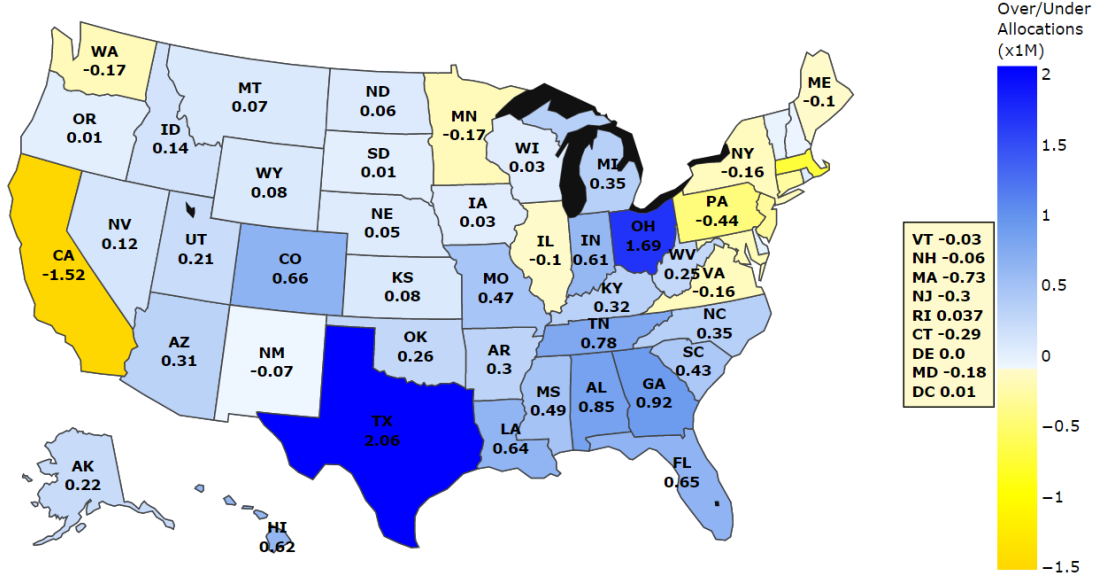 Over/Under
Allocations
(x1M)
WA
-0.17
OR
0.01
CA
-1.52
ID
0.14
NV
0.12
MT
0.07
WY
0.08
UT
0.21
AZ
0.31
CO
0.66
NM
-0.07
ND
0.06
SD
0.01
NE
0.05
KS
0.08
OK
0.26
TX
2.06
MN
-0.17
IA
0.03
MO
0.47
AR
0.3
LA
0.64
WI
0.03
IL
-0.1
MI
0.35
IN
0.61
OH
1.69
KY
0.32
TN
0.78
MS
0.49
AL
0.85
GA
0.92
FL
0.65
SC
0.43
NC
0.35
VA
-0.16
WV
0.25
PA
-0.44
NY
-0.16
ME
-0.1
AK
0.22
HI
0.62
VT -0.03
NH -0.06
MA -0.73
NJ -0.3
RI 0.037
CT -0.29
DE 0.0
MD -0.18
DC 0.01
2
1.5
1
0.5
0
−0.5
−1
−1.5